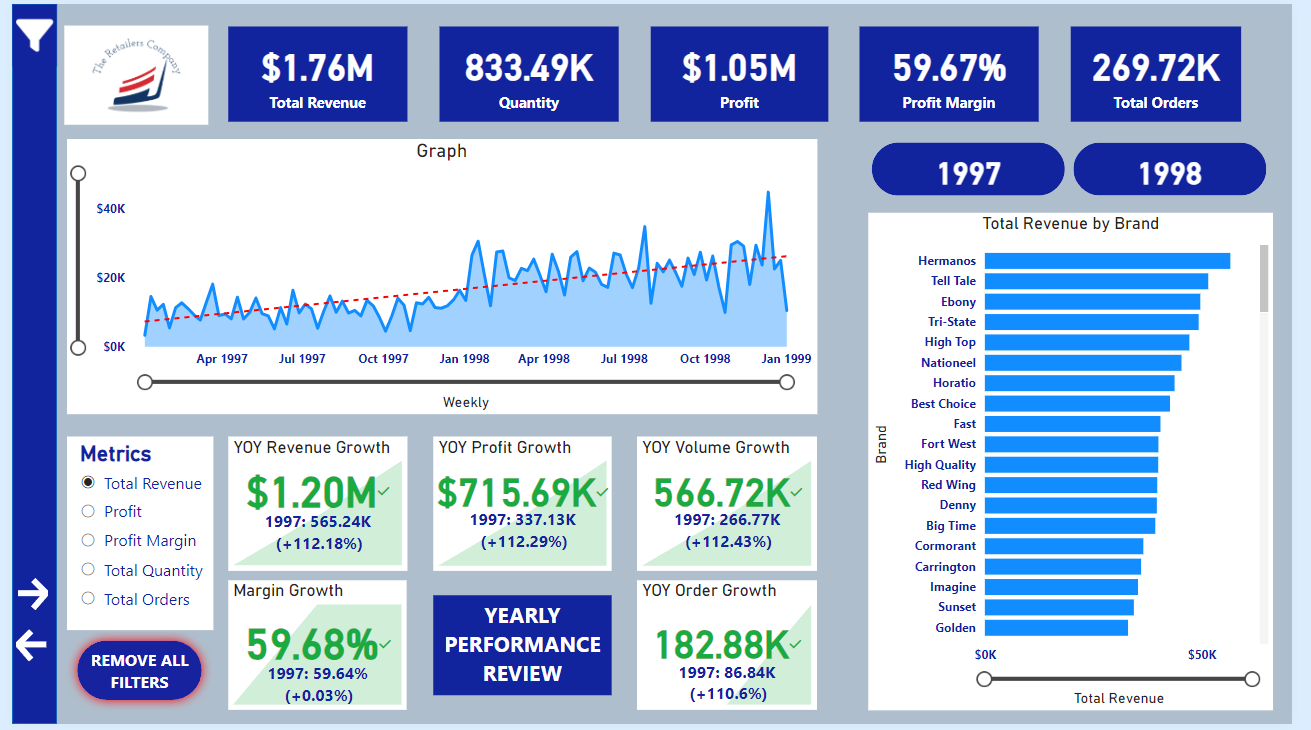 The Retailers Company
$1.76M
Total Revenue
833.49K
Quantity
$1.05M
Profit
59.67%
Profit Margin
269.72K
Total Orders
Graph
$40K
$20K
$0K
Apr 1997
Jul 1997
Oct 1997
Jan 1998
Apr 1998
Jul 1998
Oct 1998
Jan 1999
Weekly
1997
1998
Total Revenue by Brand
Brand
Hermanos
Tell Tale
Ebony
Tri-State
High Top
Nationeel
Horatio
Best Choice
Fast
Fort West
High Quality
Red Wing
Denny
Big Time
Cormorant
Carrington
Imagine
Sunset
Golden
$0K
$50K
Total Revenue
Metrics
Total Revenue
Profit
Profit Margin
Total Quantity
Total Orders
REMOVE ALL
FILTERS
YOY Revenue Growth
$1.20M
1997: 565.24K
(+112.18%)
YOY Profit Growth
$715.69K
1997: 337.13K
(+112.29%)
YOY Volume Growth
566.72K
1997: 266.77K
(+112.43%)
Margin Growth
59.68%
1997: 59.64%
(+0.03%)
YEARLY
PERFORMANCE
REVIEW
YOY Order Growth
182.88K
1997: 86.84K
(+110.6%)